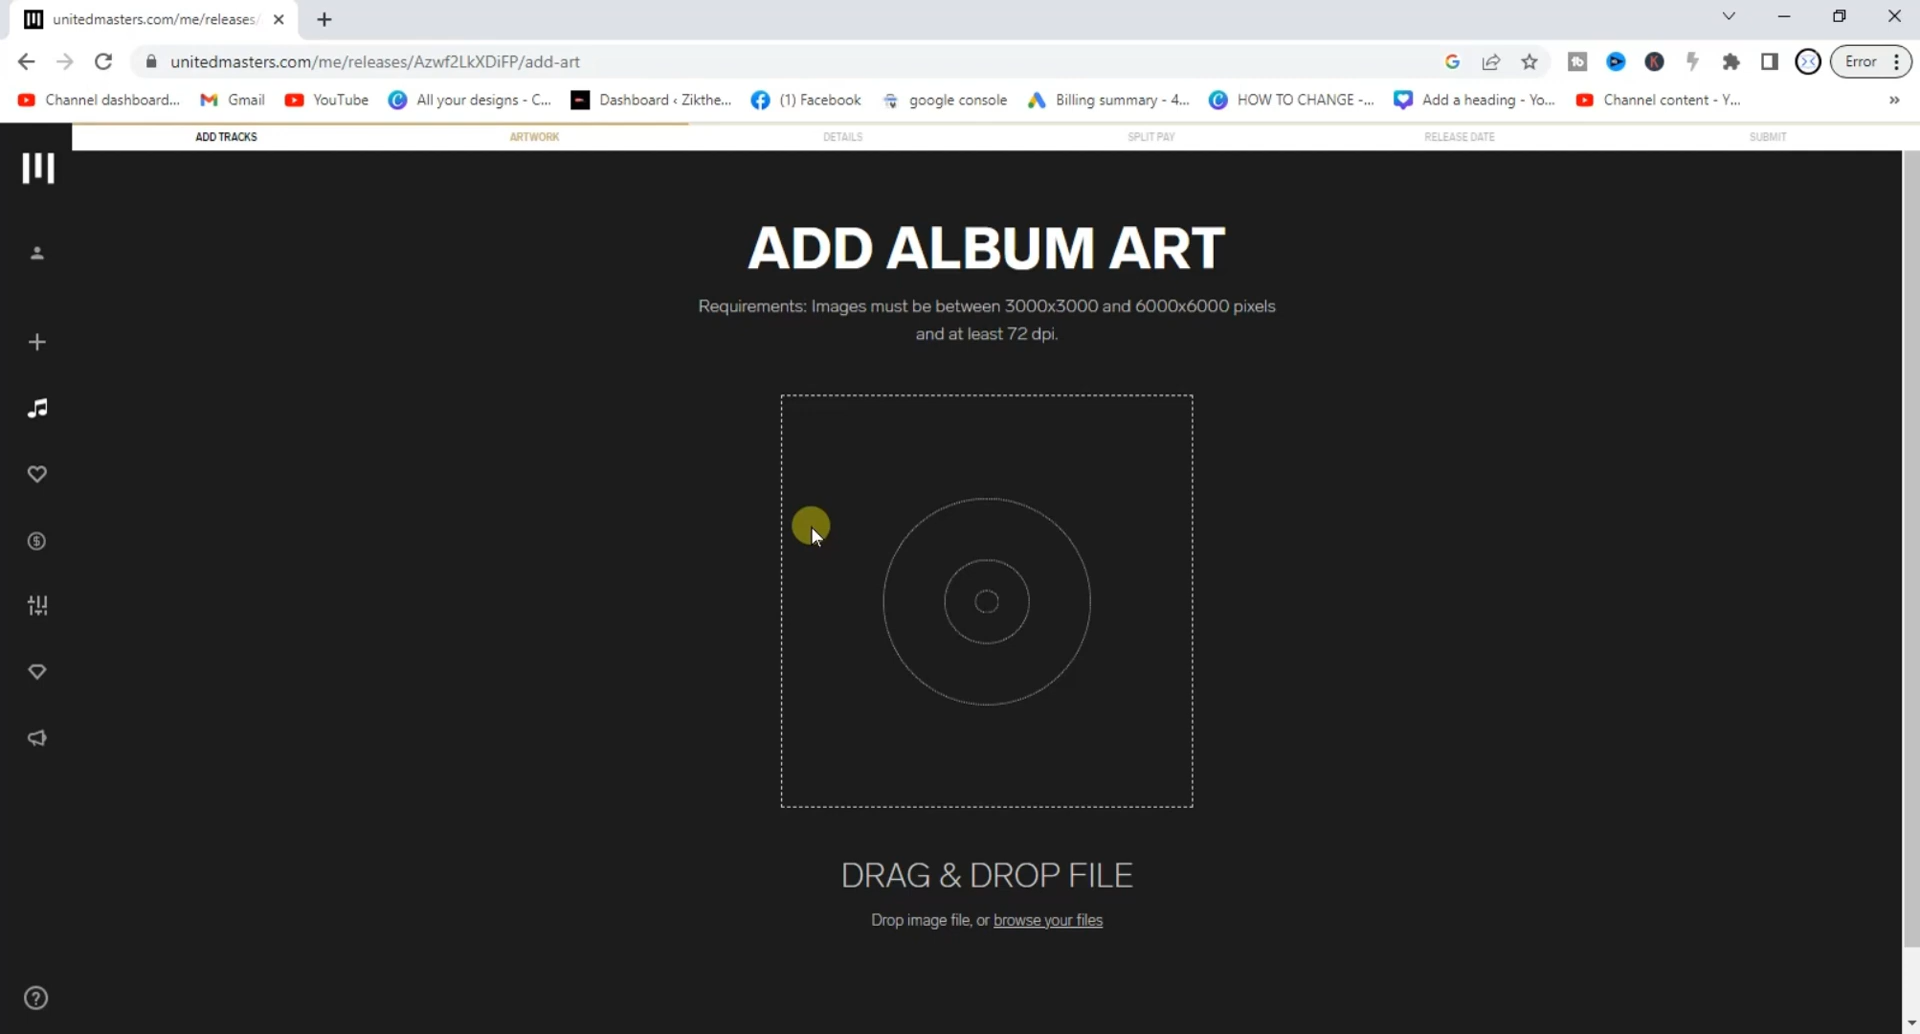 unitedmasters.com/me/releases/
unitedmasters.com/me/releases/Azwf2LkXDiFP/add-art
Error
Channel dashboard... Gmail YouTube All your designs - C... Dashboard ‹ Zikthe... (1) Facebook google console Billing summary - 4... HOW TO CHANGE -... Add a heading - Yo... Channel content - Y... »
ADD TRACKS ARTWORK DETAILS SPLIT PAY RELEASE DATE SUBMIT
ADD ALBUM ART
Requirements: Images must be between 3000x3000 and 6000x6000 pixels
and at least 72 dpi.
DRAG & DROP FILE
Drop image file, or browse your files